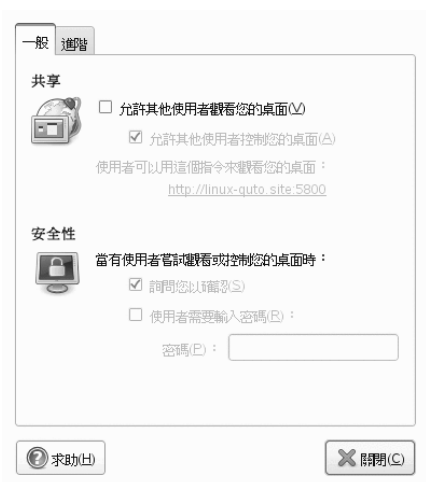 一般 進階
共享
允許其他使用者觀看您的桌面(V)
允許其他使用者控制您的桌面(A)
使用者可以用這個指令來觀看您的桌面：
http://linux-quto.site:5800
安全性
當有使用者嘗試觀看或控制您的桌面時：
詢問您以確認(S)
使用者需要輸入密碼(R)：
密碼(P)：
求助(H) 關閉(C)